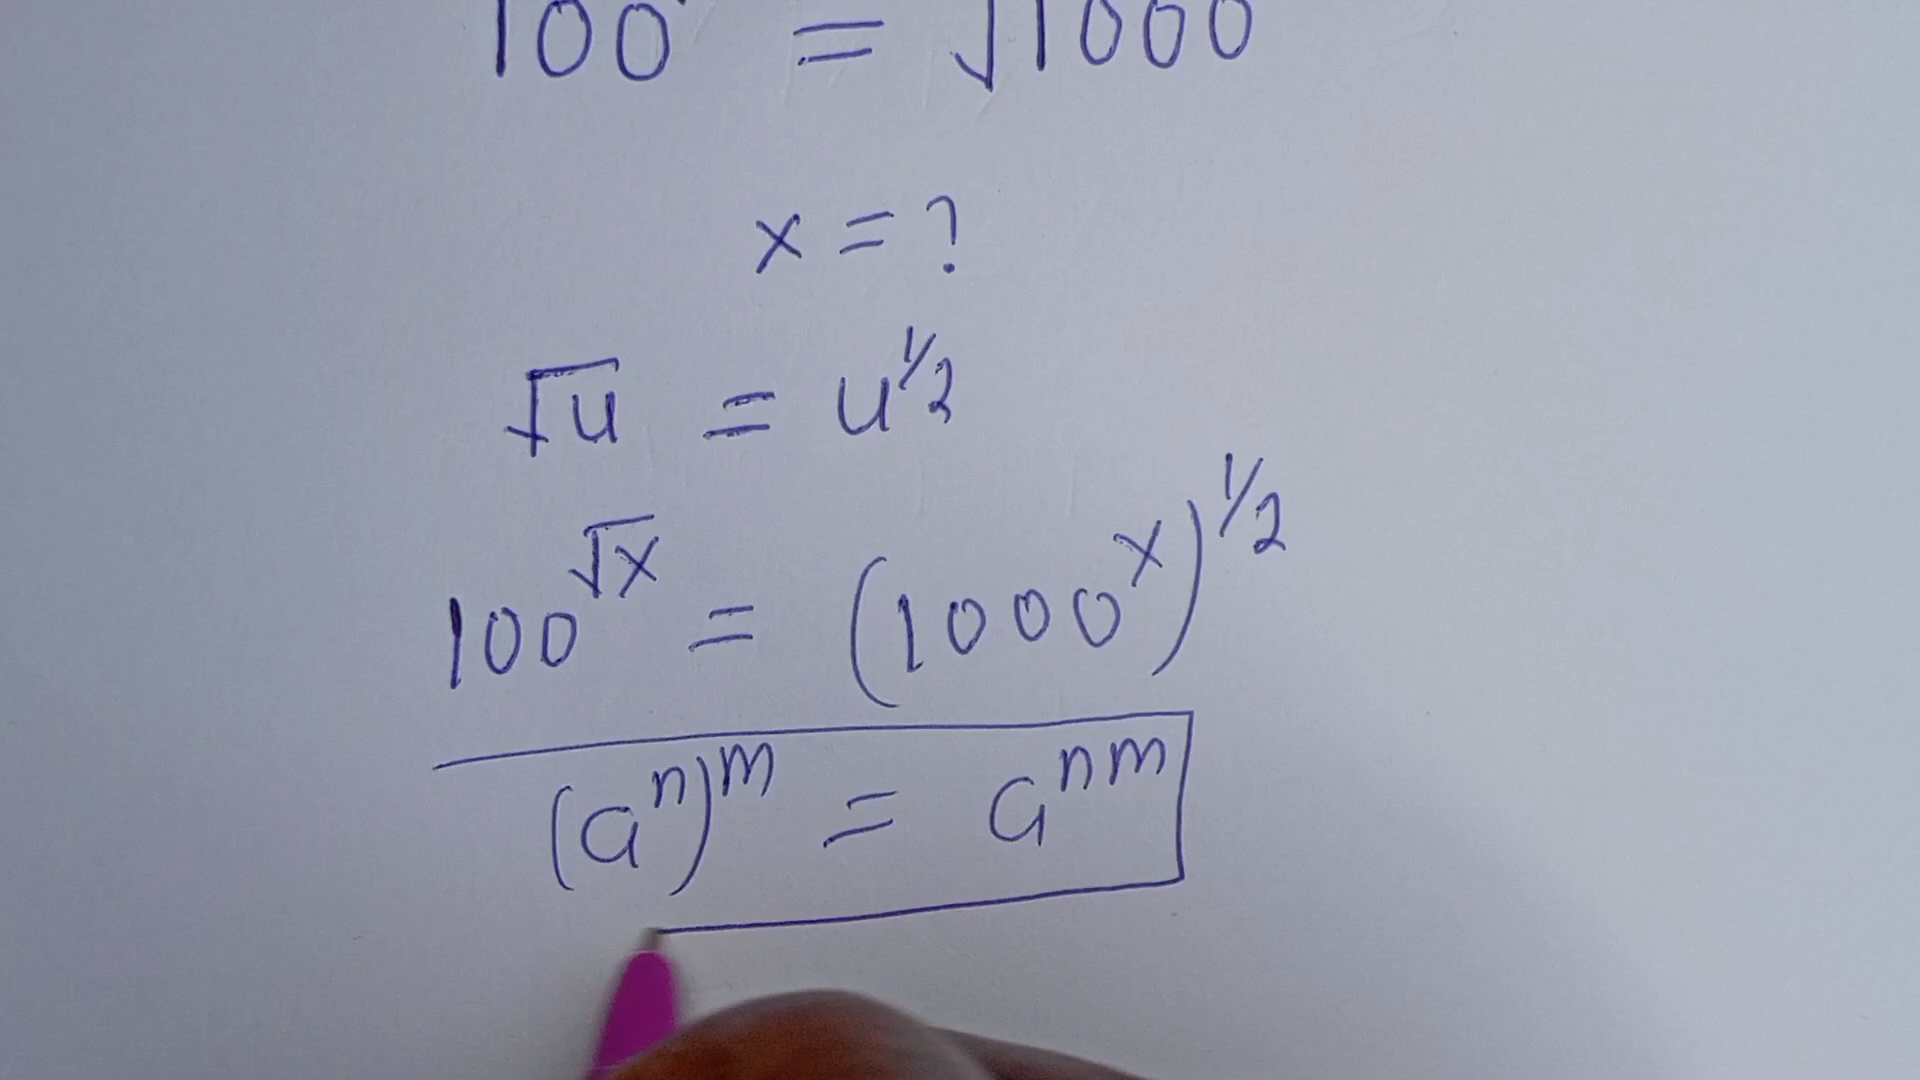 100 = √1000
x = ?
√u = u^1/2
100^√x = (1000^x)^1/2
(a^n)^m = a^nm